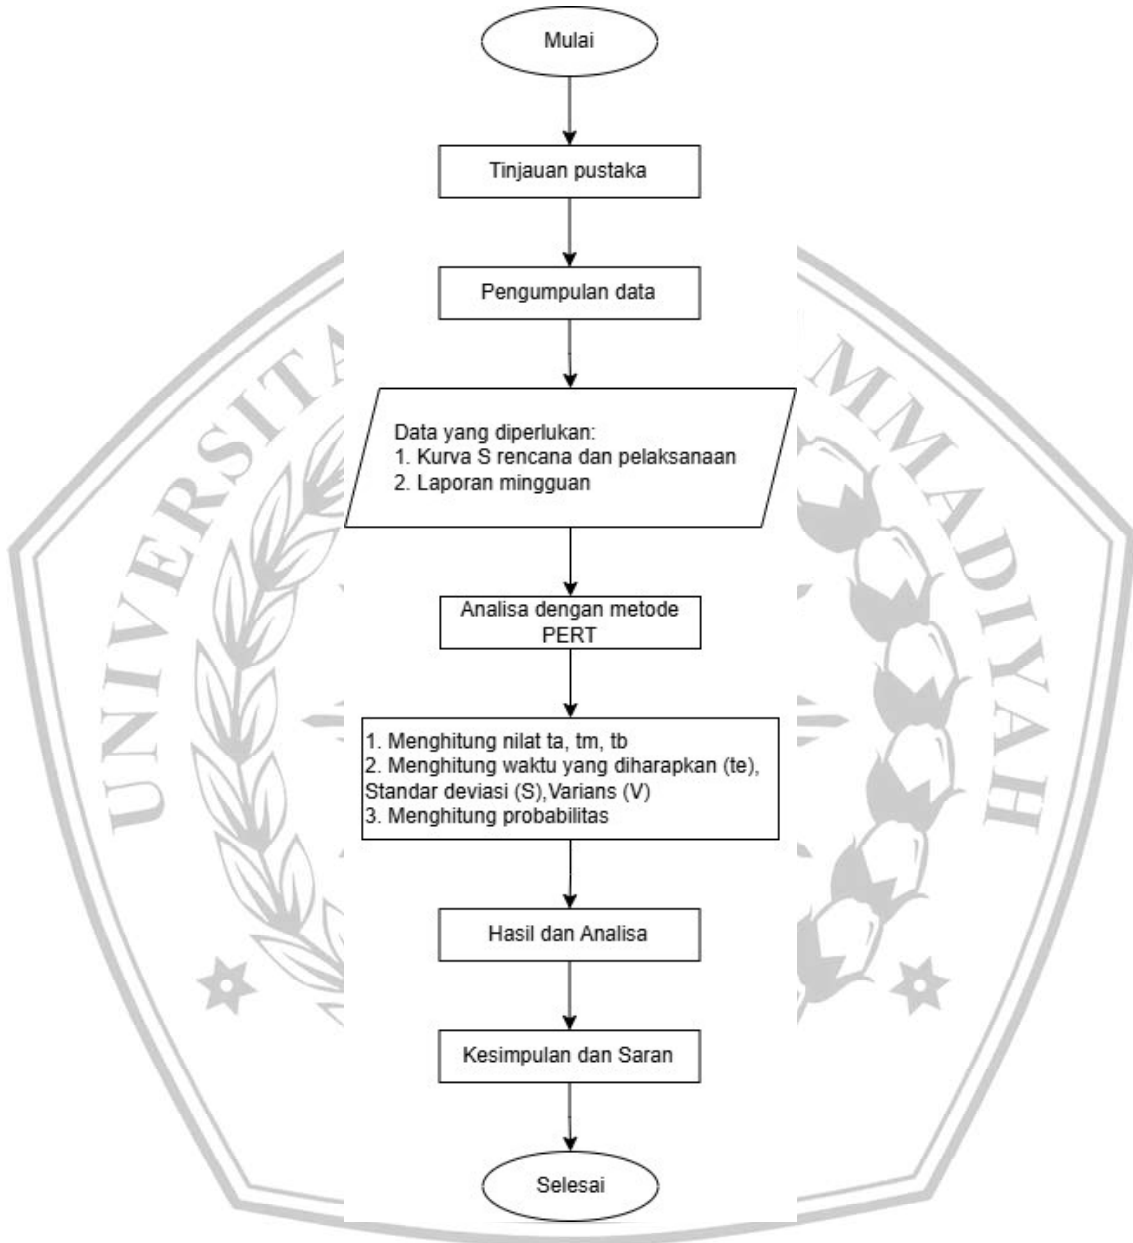 Mulai
Tinjauan pustaka
Pengumpulan data
Data yang diperlukan:
1. Kurva S rencana dan pelaksanaan
2. Laporan mingguan
Analisa dengan metode
PERT
1. Menghitung nilat ta, tm, tb
2. Menghitung waktu yang diharapkan (te),
Standar deviasi (S),Varians (V)
3. Menghitung probabilitas
Hasil dan Analisa
Kesimpulan dan Saran
Selesai
UNIVERSITA
MMADIYAH